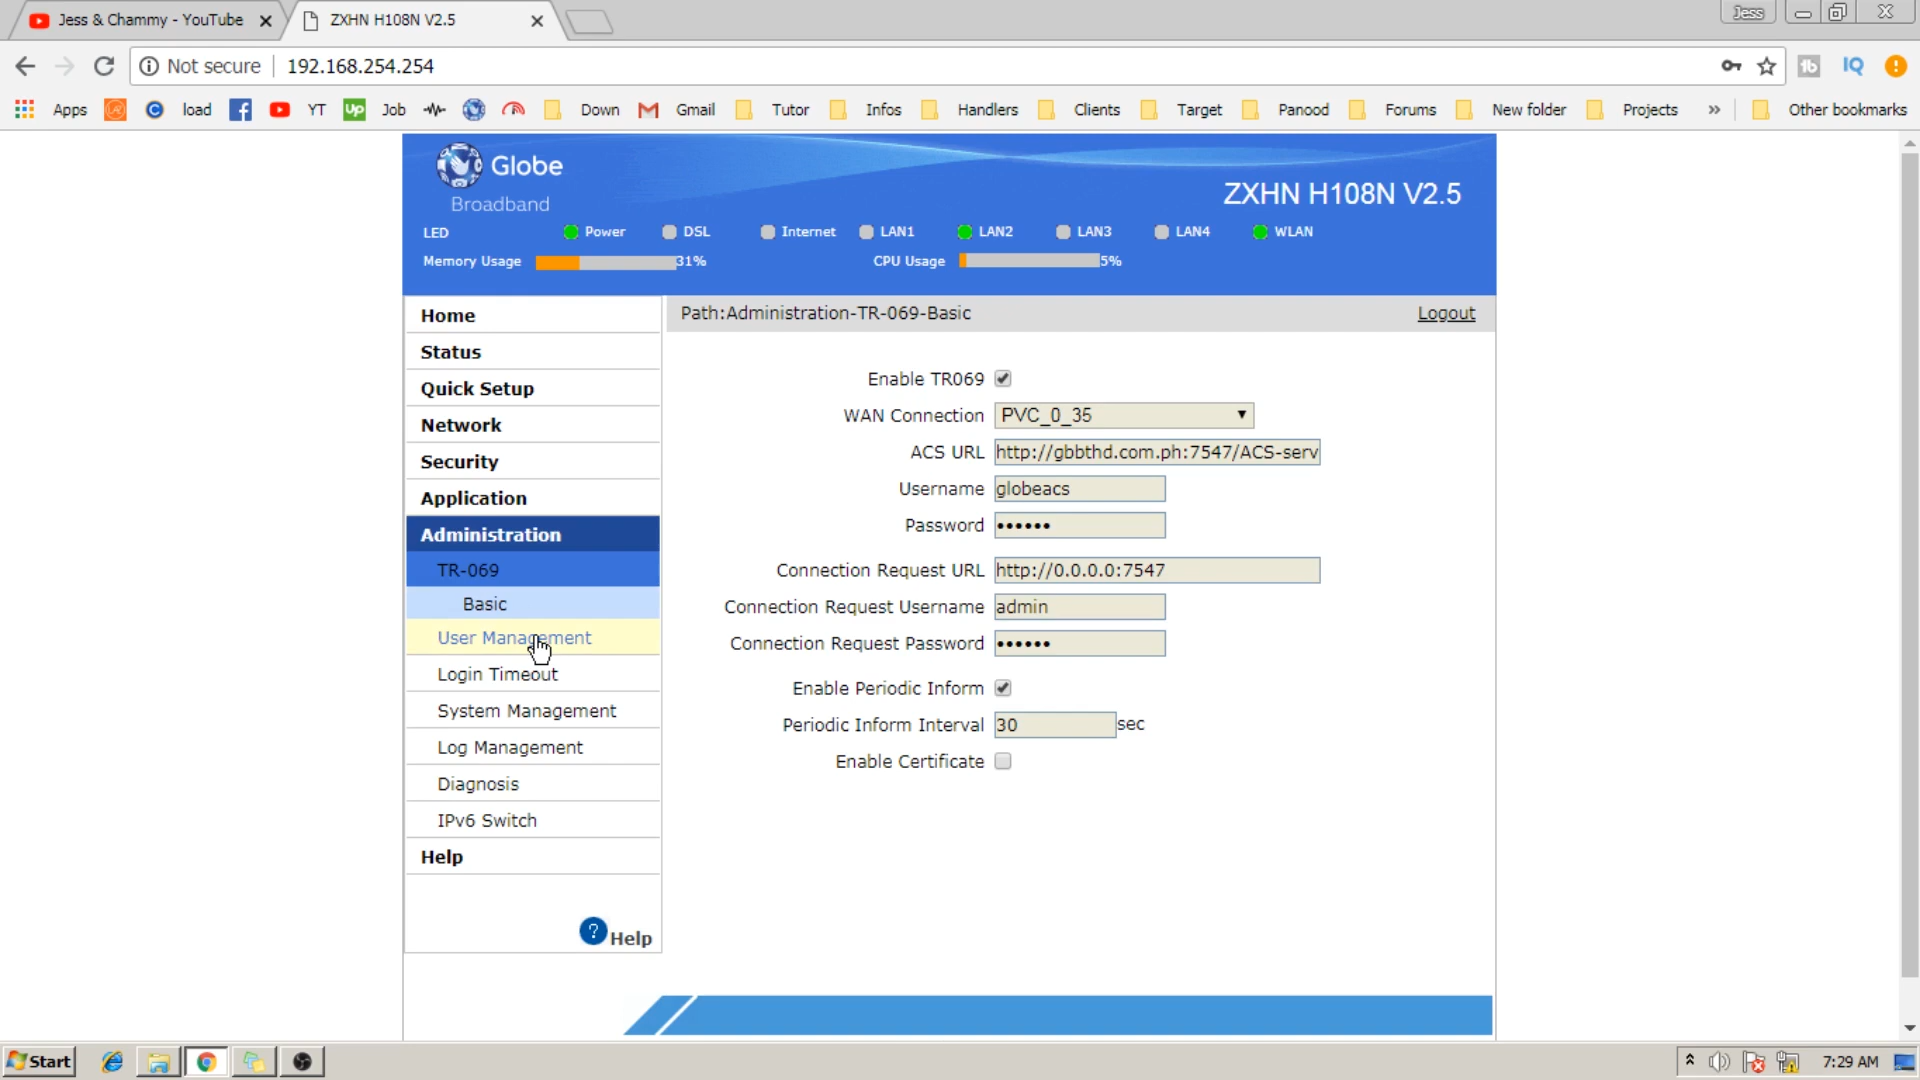 Jess & Chammy - YouTube
ZXHN H108N V2.5
Jess
Not secure 192.168.254.254
Apps load YT Up Job Down Gmail Tutor Infos Handlers Clients Target Panood Forums New folder Projects » Other bookmarks
Globe
Broadband
ZXHN H108N V2.5
LED Power DSL Internet LAN1 LAN2 LAN3 LAN4 WLAN
Memory Usage 31% CPU Usage 5%
Home
Status
Quick Setup
Network
Security
Application
Administration
TR-069
Basic
User Management
Login Timeout
System Management
Log Management
Diagnosis
IPv6 Switch
Help
? Help
Path:Administration-TR-069-Basic Logout
Enable TR069
WAN Connection PVC_0_35
ACS URL http://gbbthd.com.ph:7547/ACS-serv
Username globeacs
Password ••••••
Connection Request URL http://0.0.0.0:7547
Connection Request Username admin
Connection Request Password ••••••
Enable Periodic Inform
Periodic Inform Interval 30 sec
Enable Certificate
Start 7:29 AM